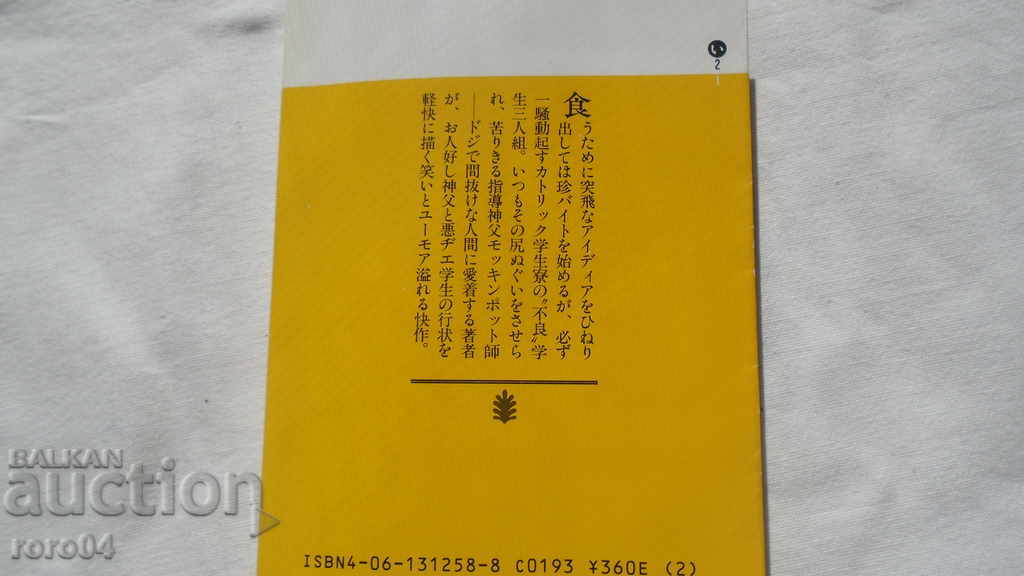 い
2
食うために突飛なアイディアをひねり
出しては珍バイトを始めるが、必ず
一騒動起すカトリック学生寮の〝不良〟学
生三人組。いつもその尻ぬぐいをさせら
れ、苦りきる指導神父モッキンポット師
——ドジで間抜けな人間に愛着する著者
が、お人好し神父と悪ヂエ学生の行状を
軽快に描く笑いとユーモア溢れる快作。
ISBN4-06-131258-8 C0193 ¥360E (2)
BALKAN
auction
roro04